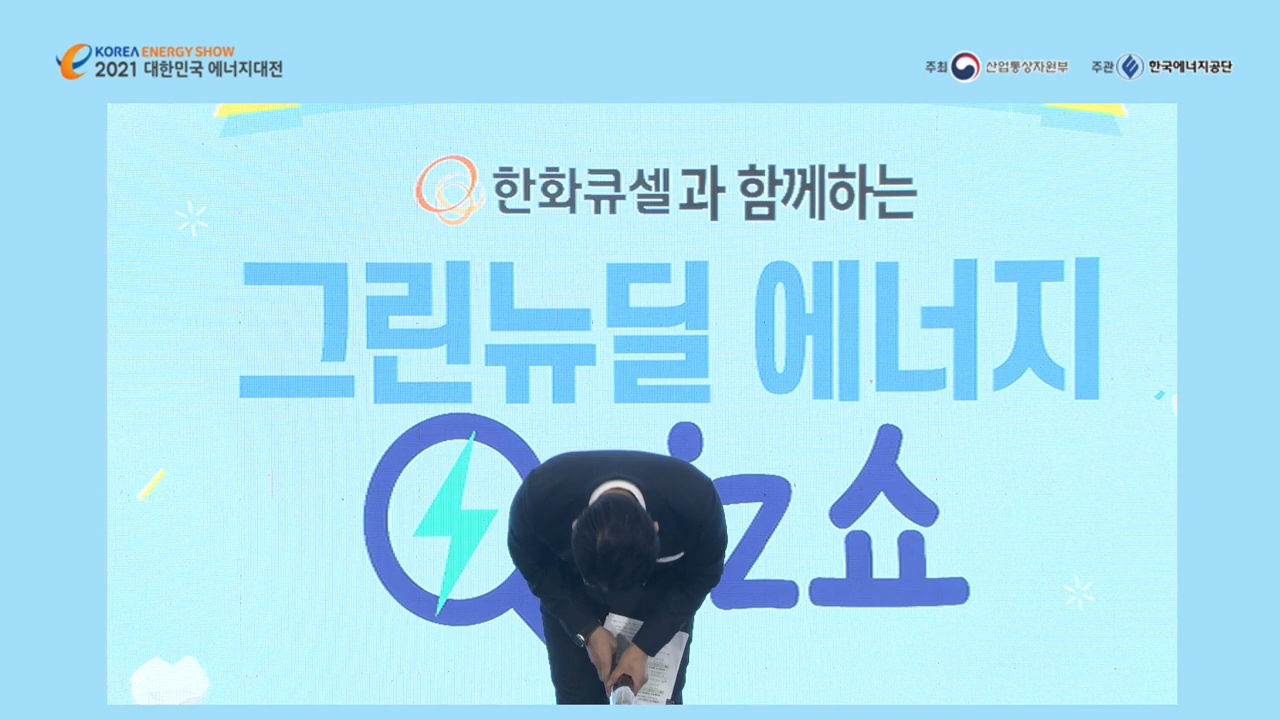 KOREA ENERGY SHOW
2021 대한민국 에너지대전
주최 산업통상자원부 주관 한국에너지공단
한화큐셀과 함께하는
그린뉴딜 에너지
Q iz쇼